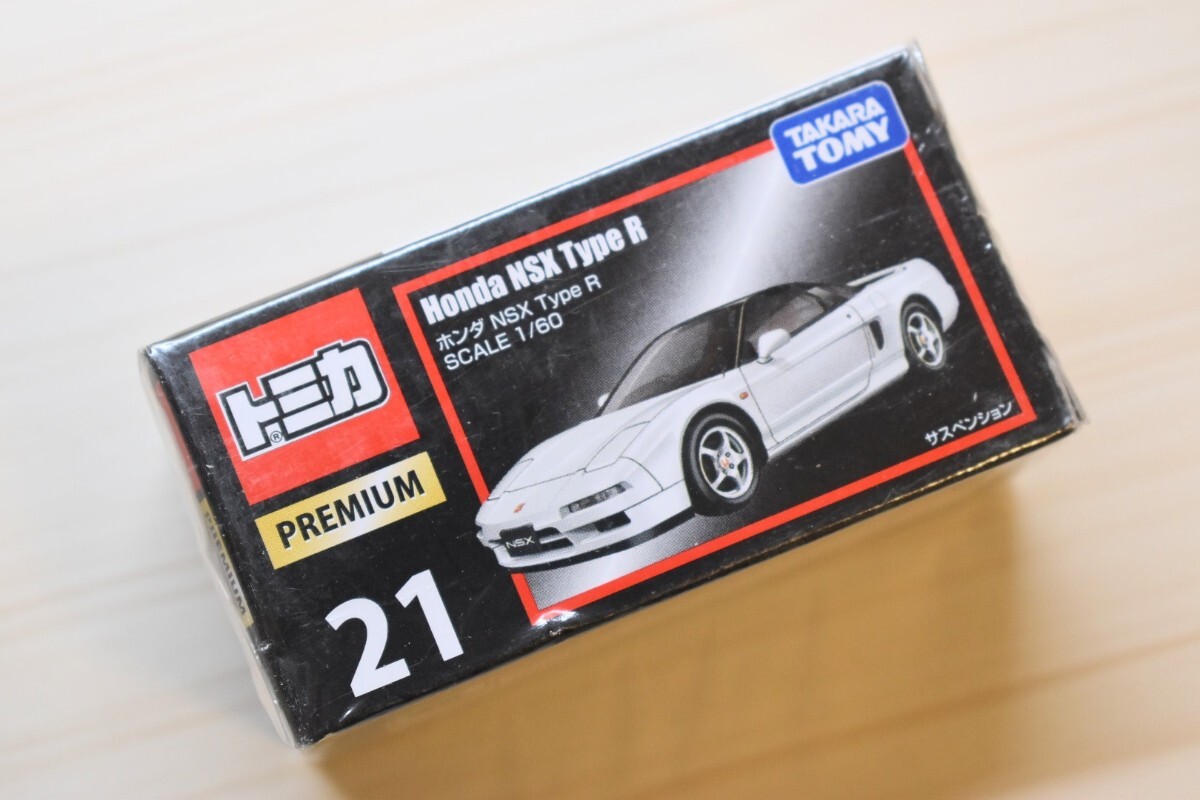 TAKARA
TOMY
Honda NSX Type R
ホンダ NSX Type R
SCALE 1/60
トミカ®
PREMIUM
21
NSX
サスペンション
PREMIUM